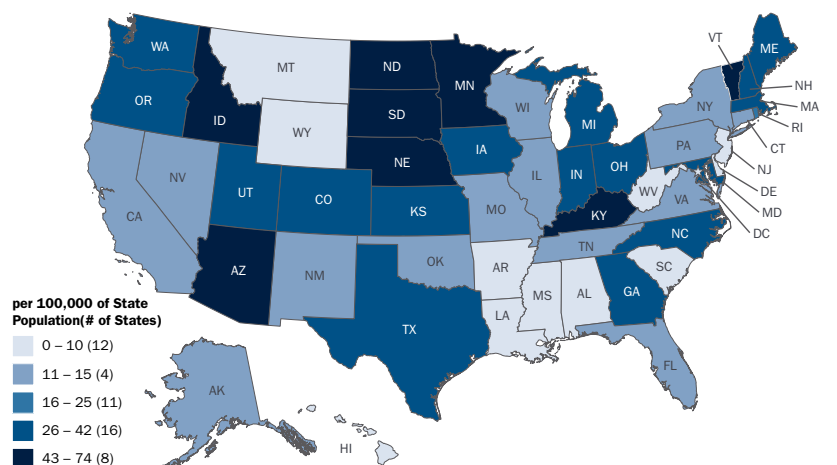 VT
WA
ME
MT
ND
MN
OR
NH
ID
WI
SD
NY
MA
WY
MI
RI
CT
IA
PA
NE
NJ
OH
NV
IL
IN
DE
UT
WV
CO
MD
VA
CA
KS
MO
KY
DC
NC
TN
AZ
OK
NM
AR
SC
MS
AL
GA
LA
TX
FL
AK
HI
per 100,000 of State
Population(# of States)
0 – 10 (12)
11 – 15 (4)
16 – 25 (11)
26 – 42 (16)
43 – 74 (8)